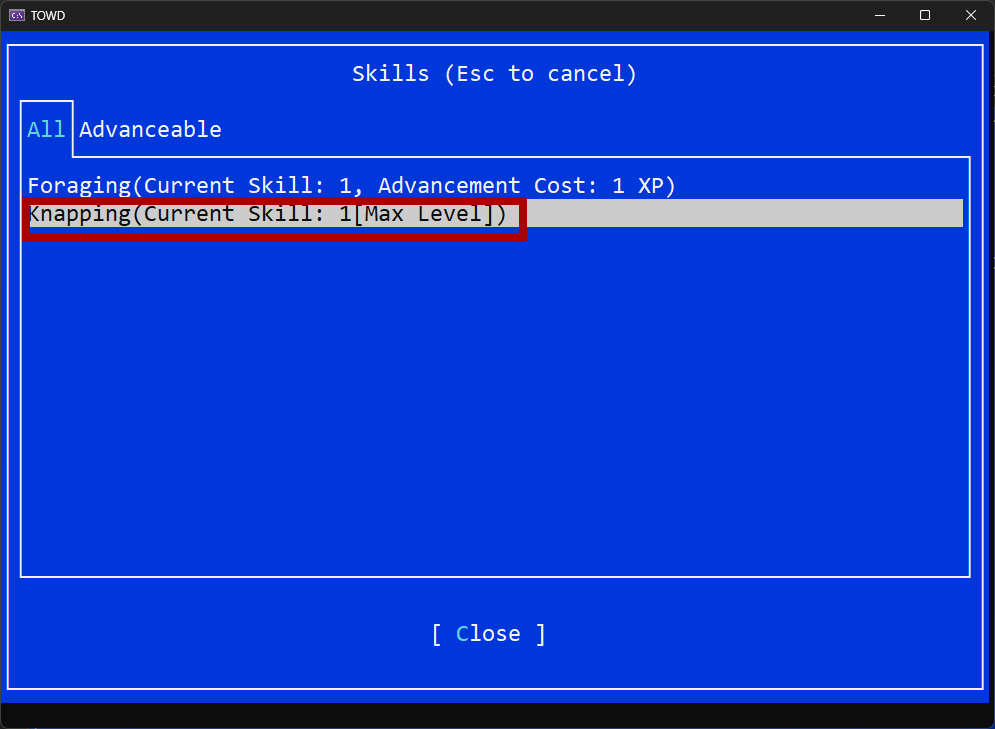 TOWD
Skills (Esc to cancel)
All Advanceable
Foraging(Current Skill: 1, Advancement Cost: 1 XP)
Knapping(Current Skill: 1[Max Level])
[ Close ]